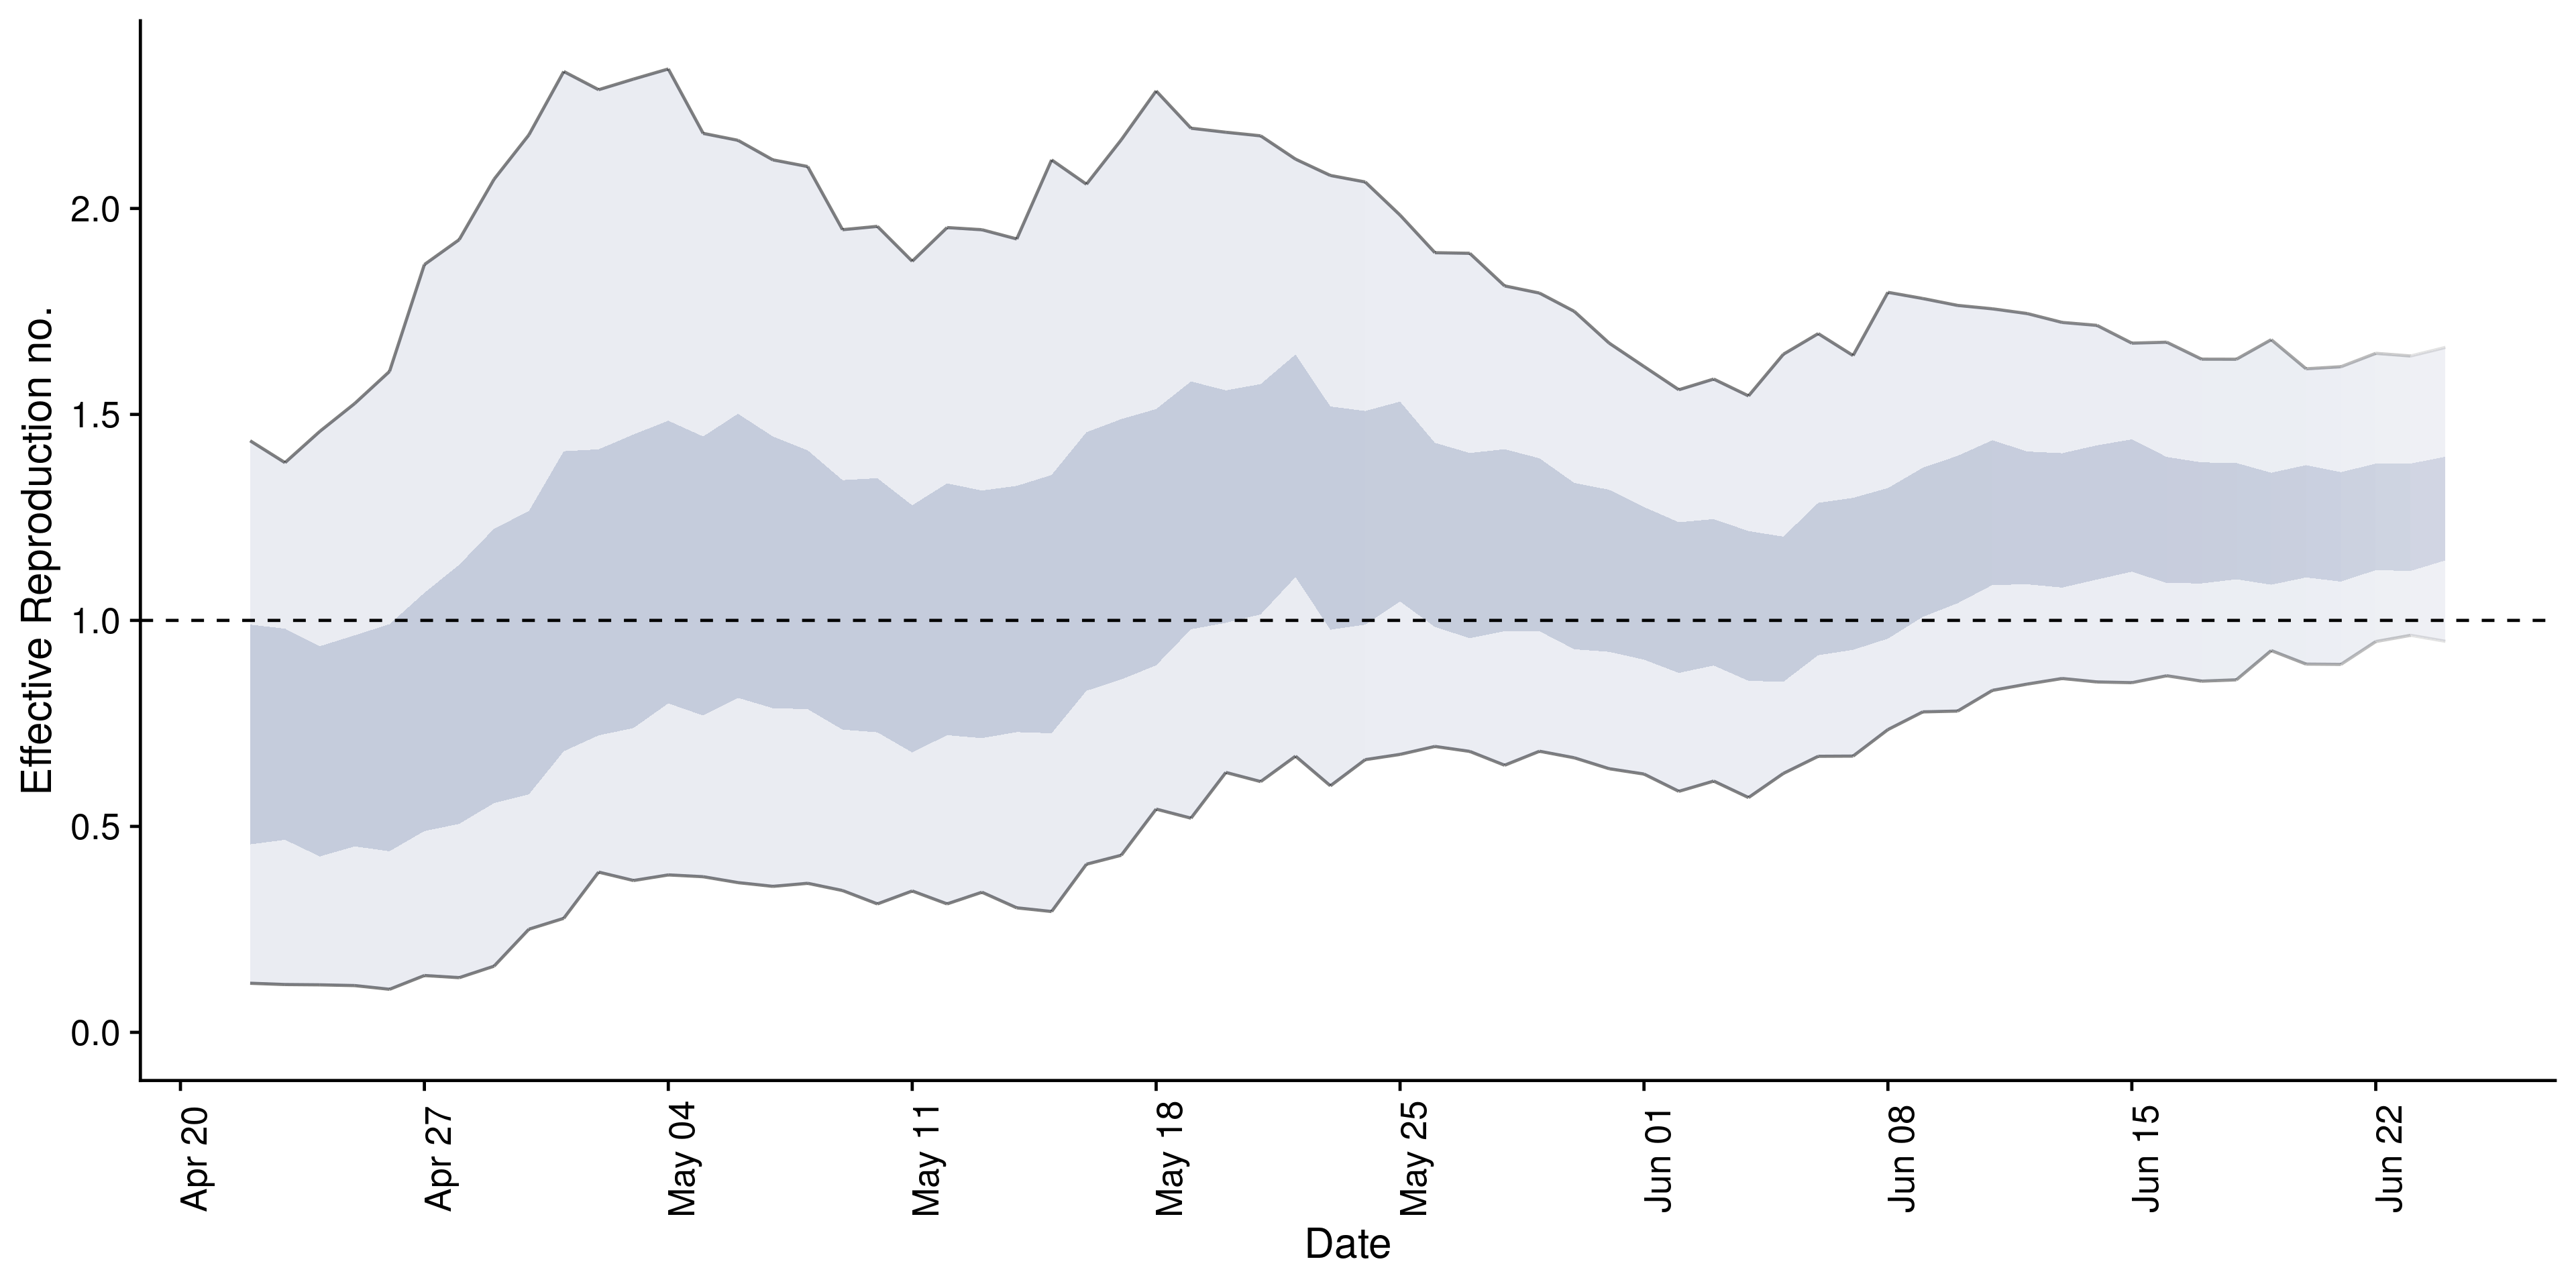 Effective Reproduction no.
2.0
1.5
1.0
0.5
0.0
Apr 20
Apr 27
May 04
May 11
May 18
May 25
Jun 01
Jun 08
Jun 15
Jun 22
Date